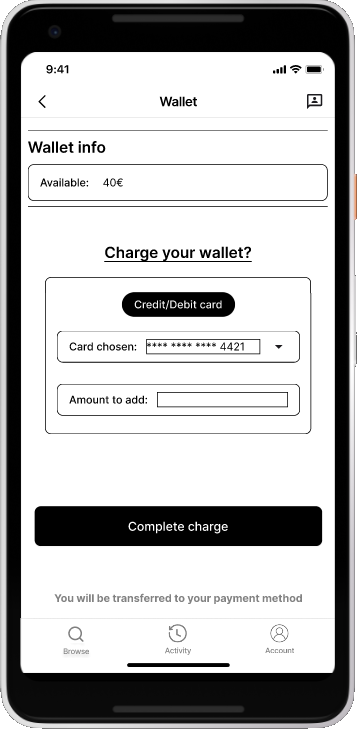 9:41
Wallet
Wallet info
Available: 40€
Charge your wallet?
Credit/Debit card
Card chosen: **** **** **** 4421
Amount to add:
Complete charge
You will be transferred to your payment method
Browse Activity Account